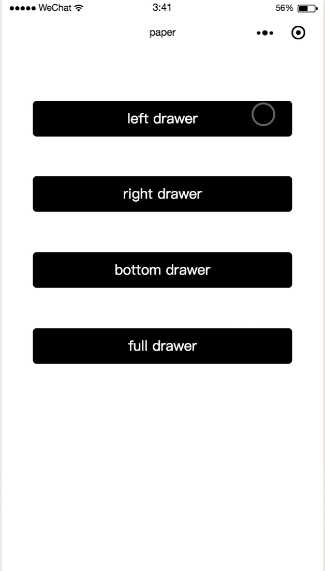 WeChat 3:41 56%
paper
left drawer
right drawer
bottom drawer
full drawer